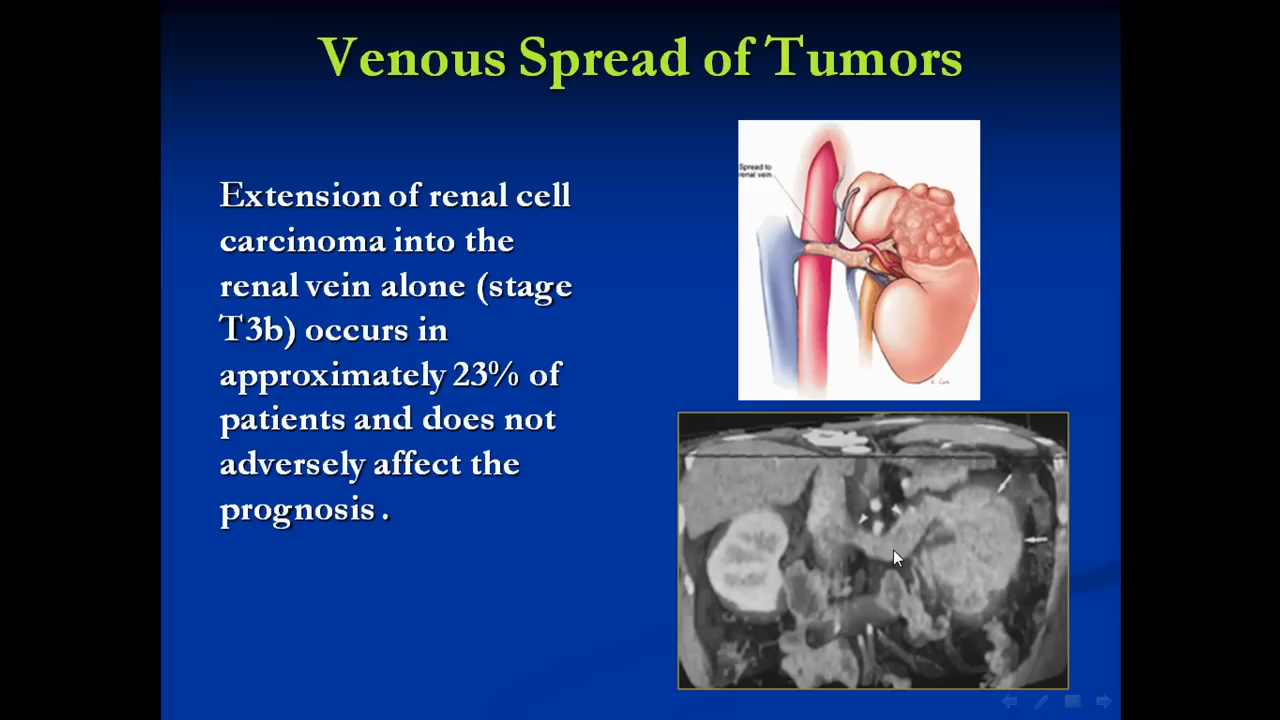 Venous Spread of Tumors
Spread to
renal vein
Extension of renal cell
carcinoma into the
renal vein alone (stage
T3b) occurs in
approximately 23% of
patients and does not
adversely affect the
prognosis .